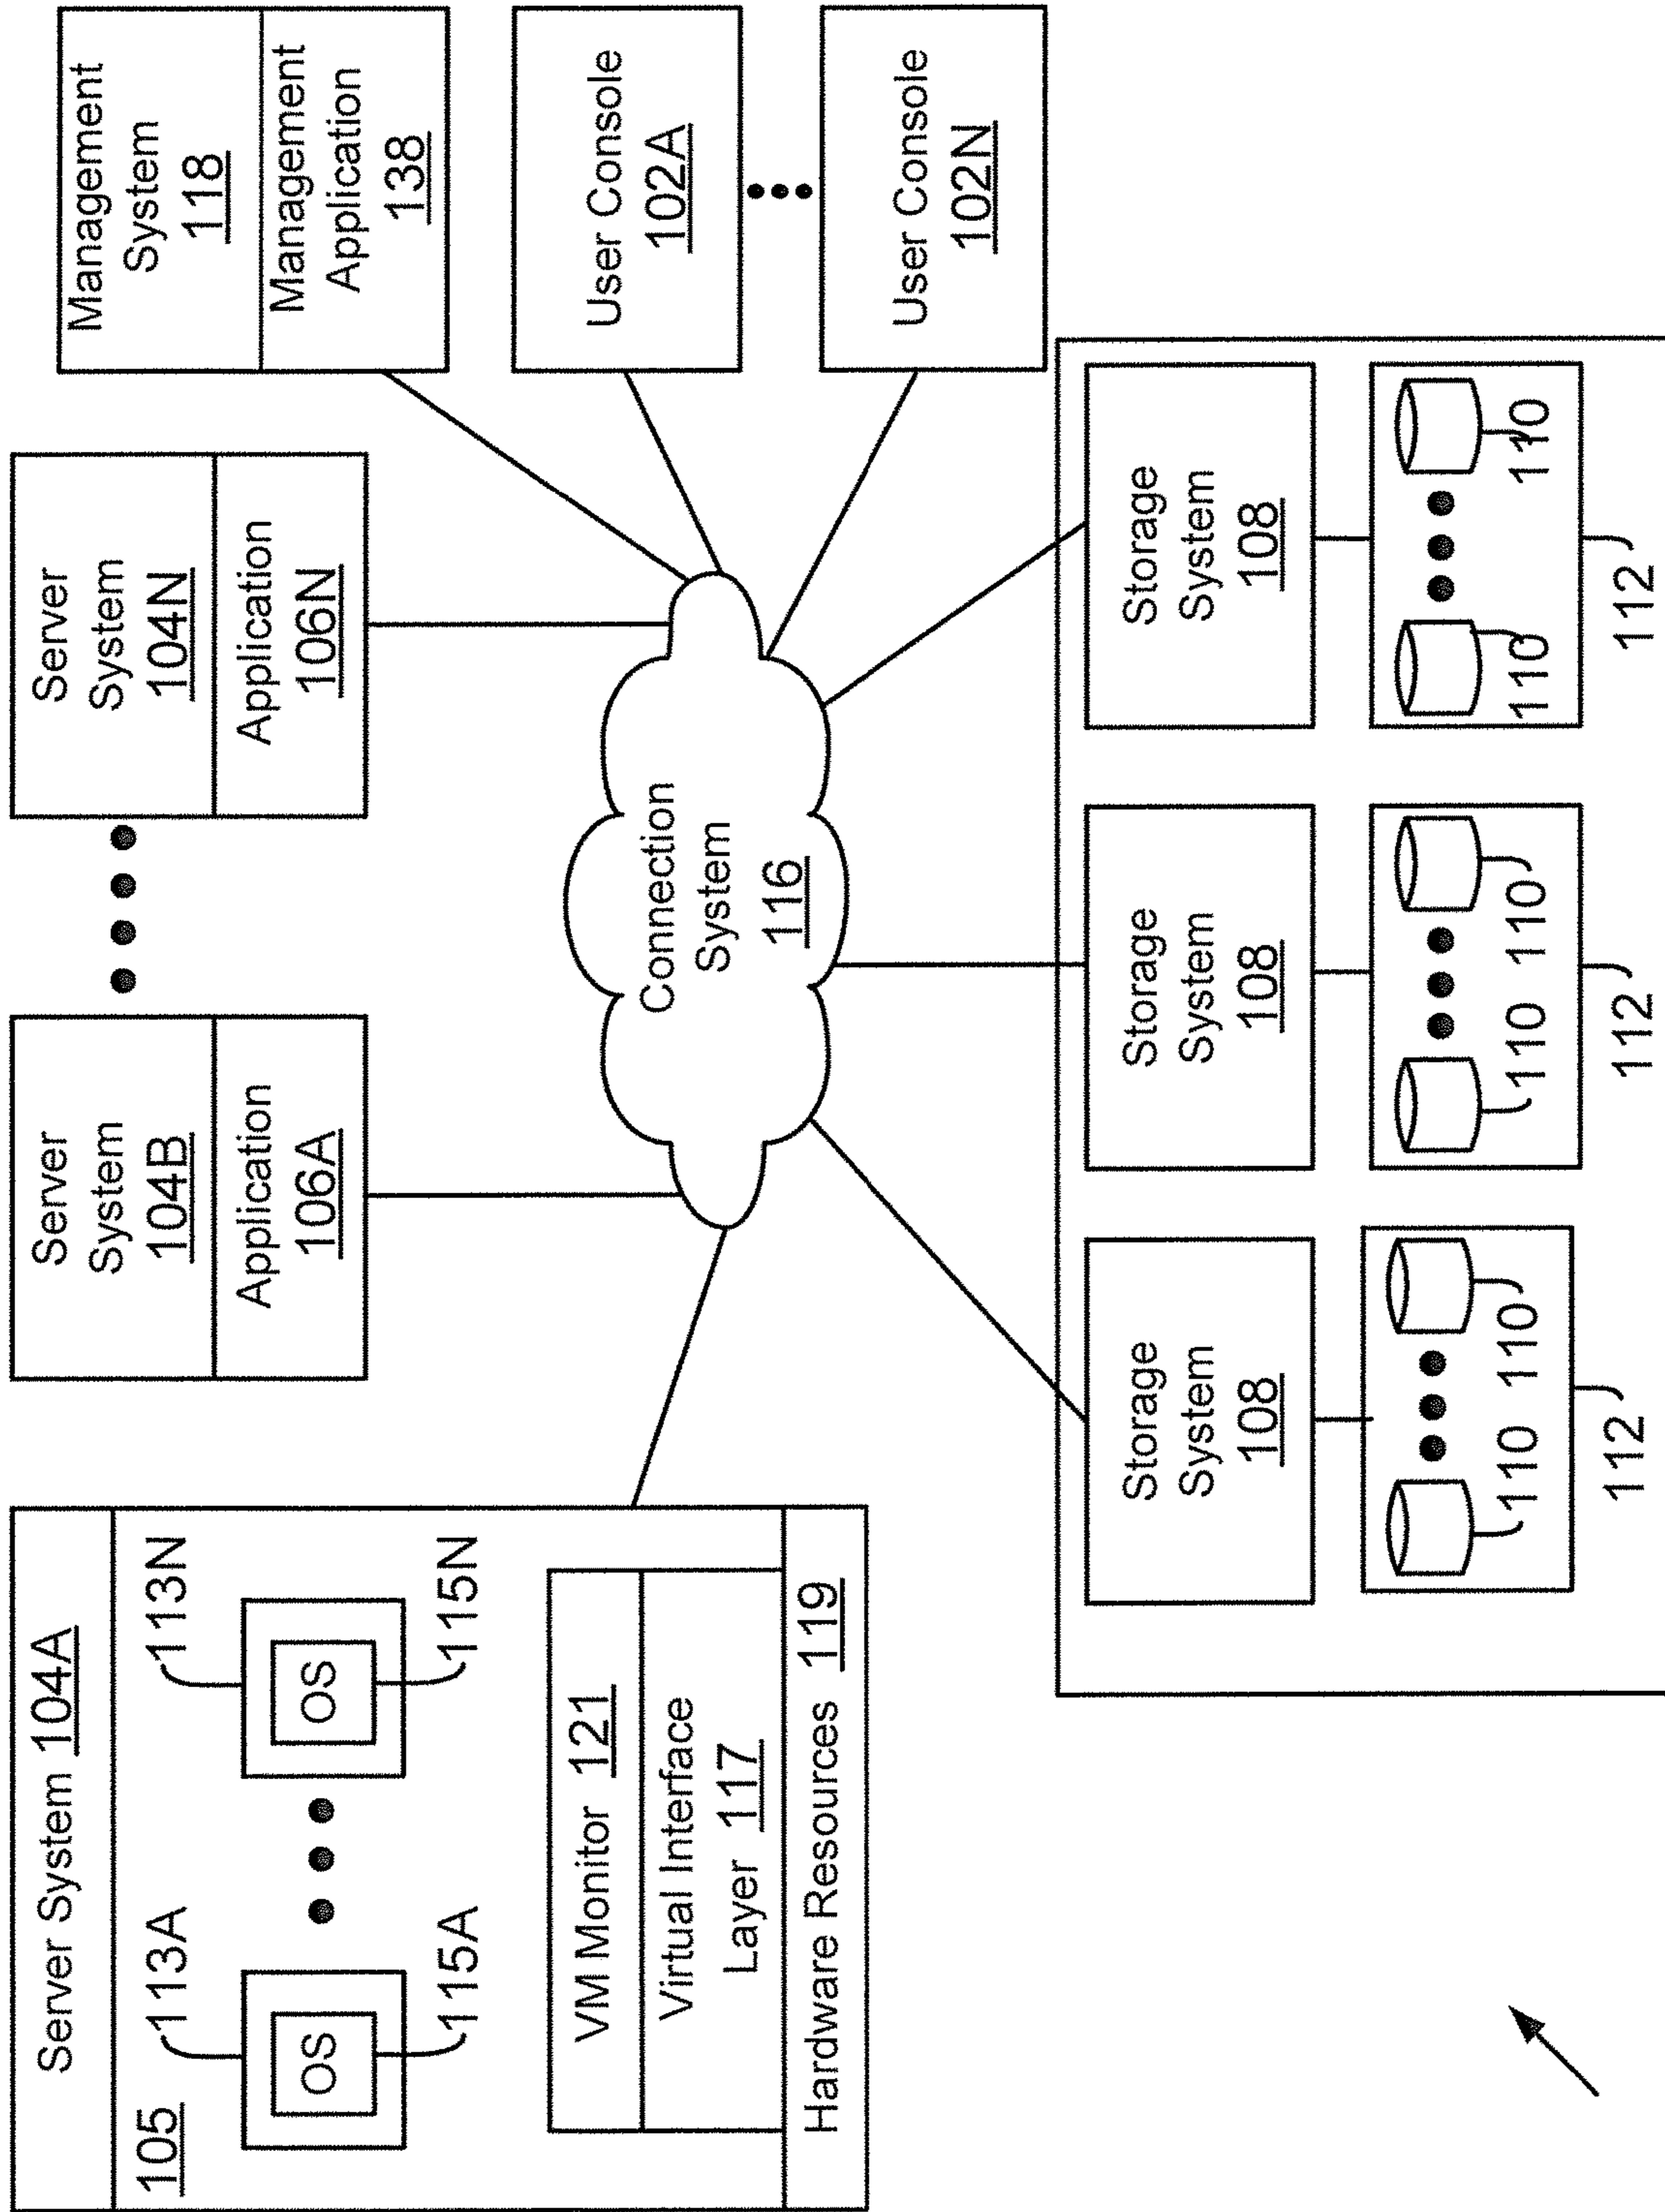 Server System 104A
105
113A
113N
OS
OS
115A
115N
VM Monitor 121
Virtual Interface
Layer 117
Hardware Resources 119
Server
System
104B
Application
106A
Server
System
104N
Application
106N
Management
System
118
Management
Application
138
User Console
102A
User Console
102N
Connection
System
116
Storage
System
108
110
110
112
Storage
System
108
110
110
112
Storage
System
108
110
110
112